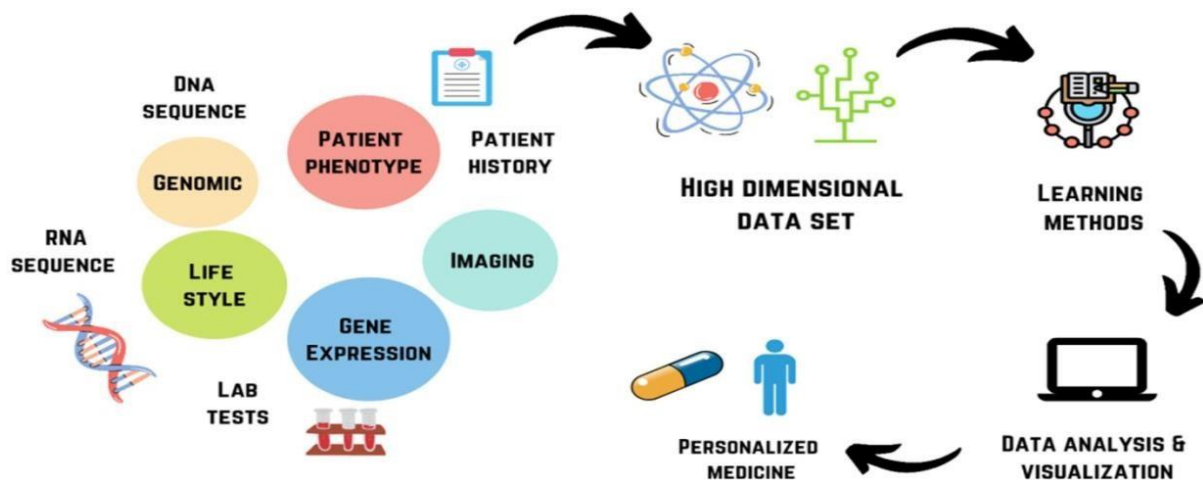 DNA
SEQUENCE
GENOMIC
RNA
SEQUENCE
LIFE
STYLE
PATIENT
PHENOTYPE
PATIENT
HISTORY
IMAGING
GENE
EXPRESSION
LAB
TESTS
HIGH DIMENSIONAL
DATA SET
LEARNING
METHODS
DATA ANALYSIS &
VISUALIZATION
PERSONALIZED
MEDICINE